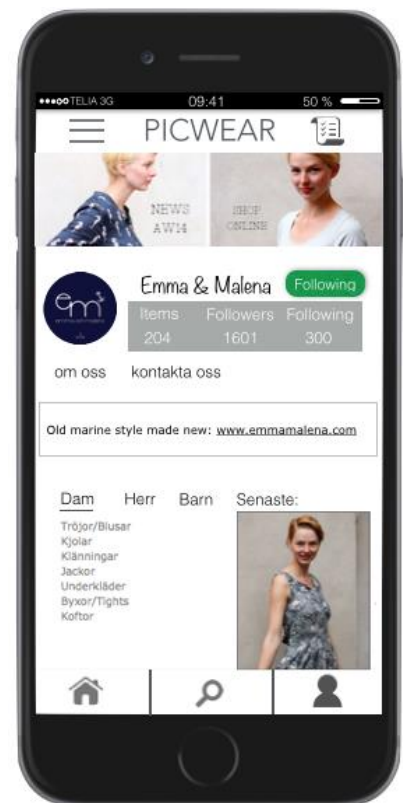 TELIA 3G 09:41 50 %
PICWEAR
NEWS SHOP
AW14 ONLINE
em
Emma & Malena Following
Items Followers Following
204 1601 300
om oss kontakta oss
Old marine style made new: www.emmamalena.com
Dam Herr Barn Senaste:
Tröjor/Blusar
Kjolar
Klänningar
Jackor
Underkläder
Byxor/Tights
Koftor